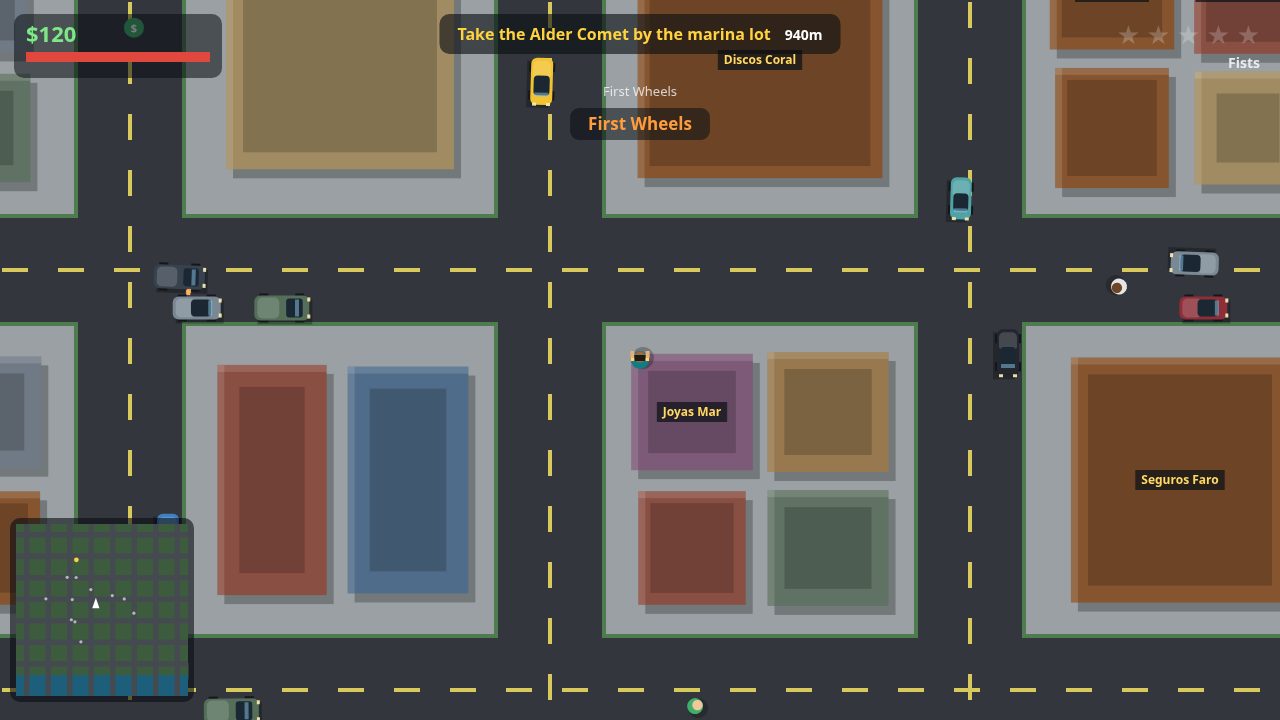 $120
$
Take the Alder Comet by the marina lot 940m
Discos Coral
Fists
First Wheels
First Wheels
Joyas Mar
Seguros Faro